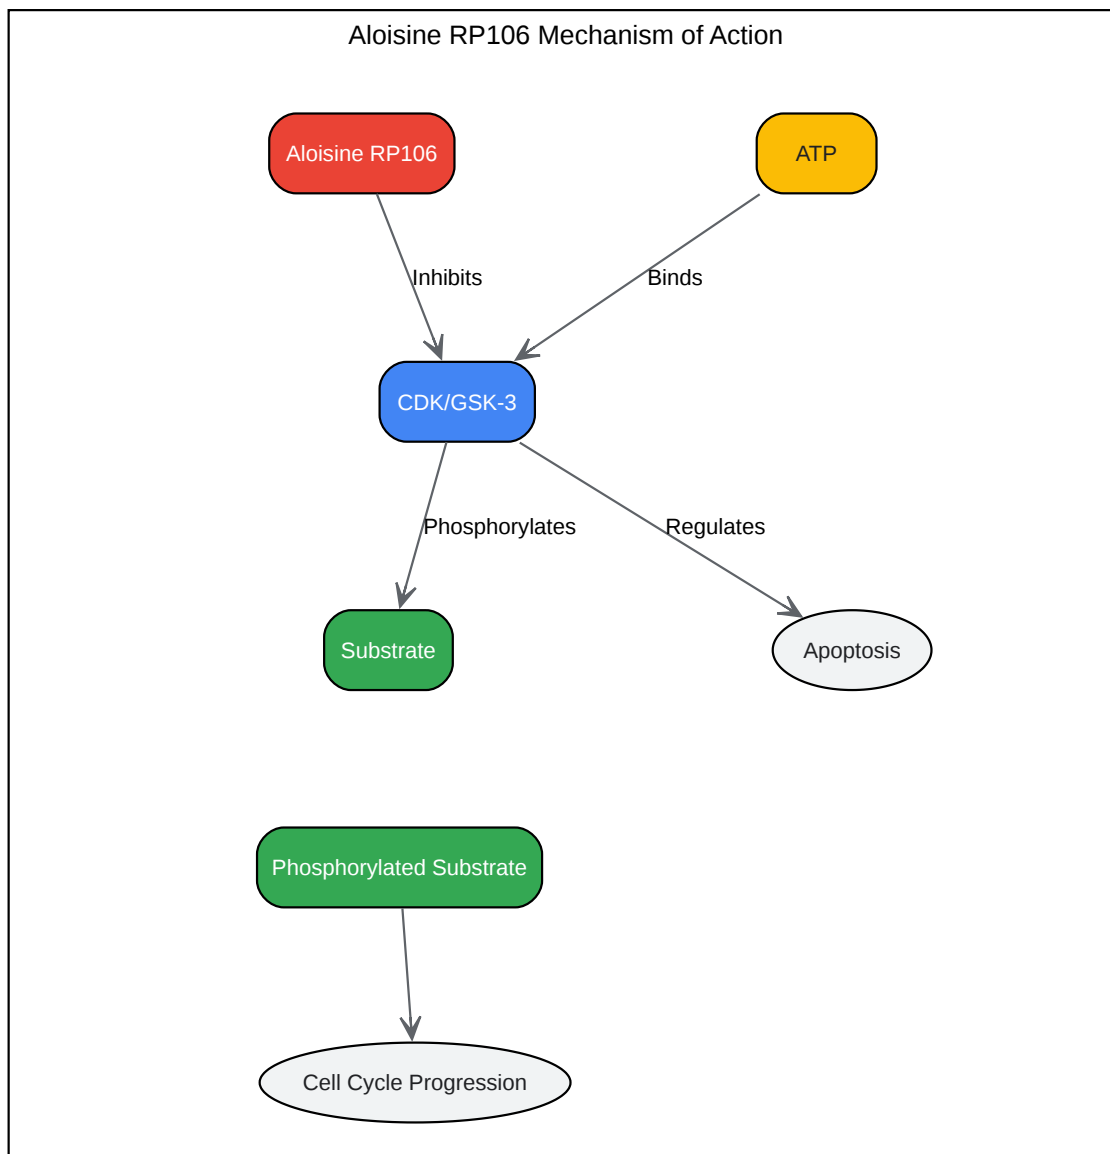 Aloisine RP106 Mechanism of Action
Aloisine RP106
ATP
Inhibits
Binds
CDK/GSK-3
Phosphorylates
Regulates
Substrate
Apoptosis
Phosphorylated Substrate
Cell Cycle Progression